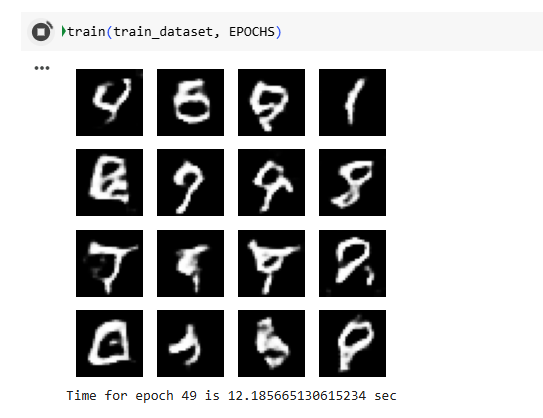 train(train_dataset, EPOCHS)
Time for epoch 49 is 12.185665130615234 sec